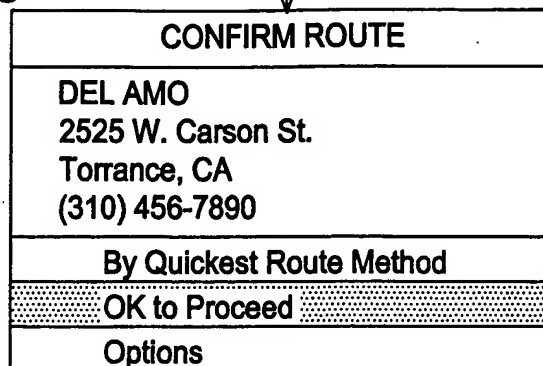 CONFIRM ROUTE
DEL AMO
2525 W. Carson St.
Torrance, CA
(310) 456-7890
By Quickest Route Method
OK to Proceed
Options